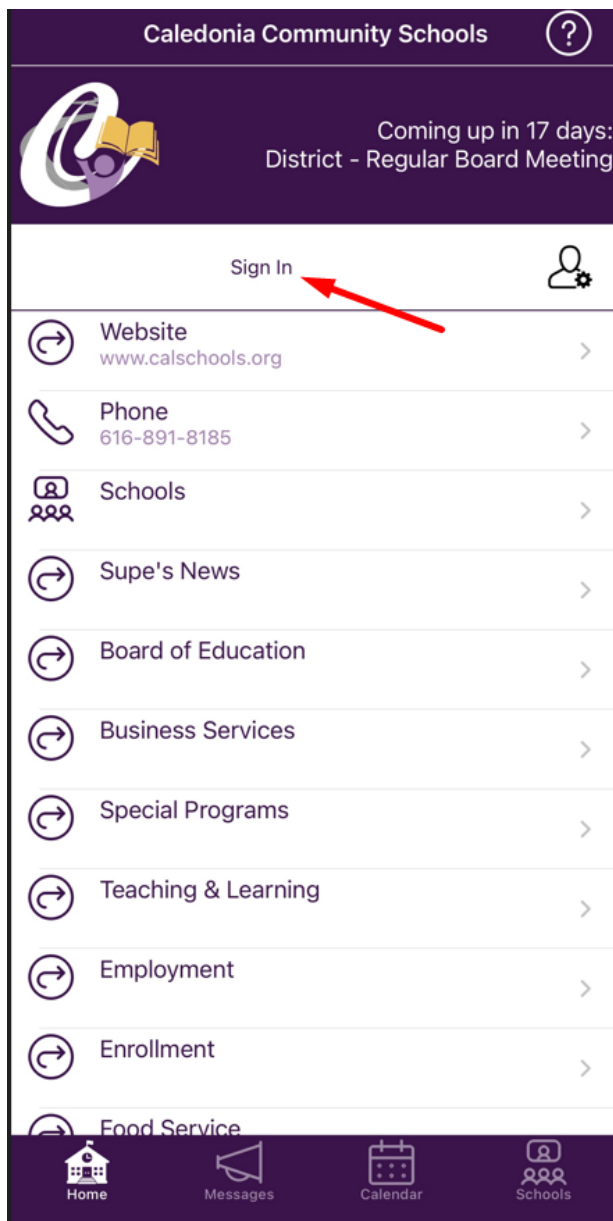 Caledonia Community Schools
?
Coming up in 17 days:
District - Regular Board Meeting
Sign In
Website
www.calschools.org
Phone
616-891-8185
Schools
Supe's News
Board of Education
Business Services
Special Programs
Teaching & Learning
Employment
Enrollment
Food Service
Home
Messages
Calendar
Schools